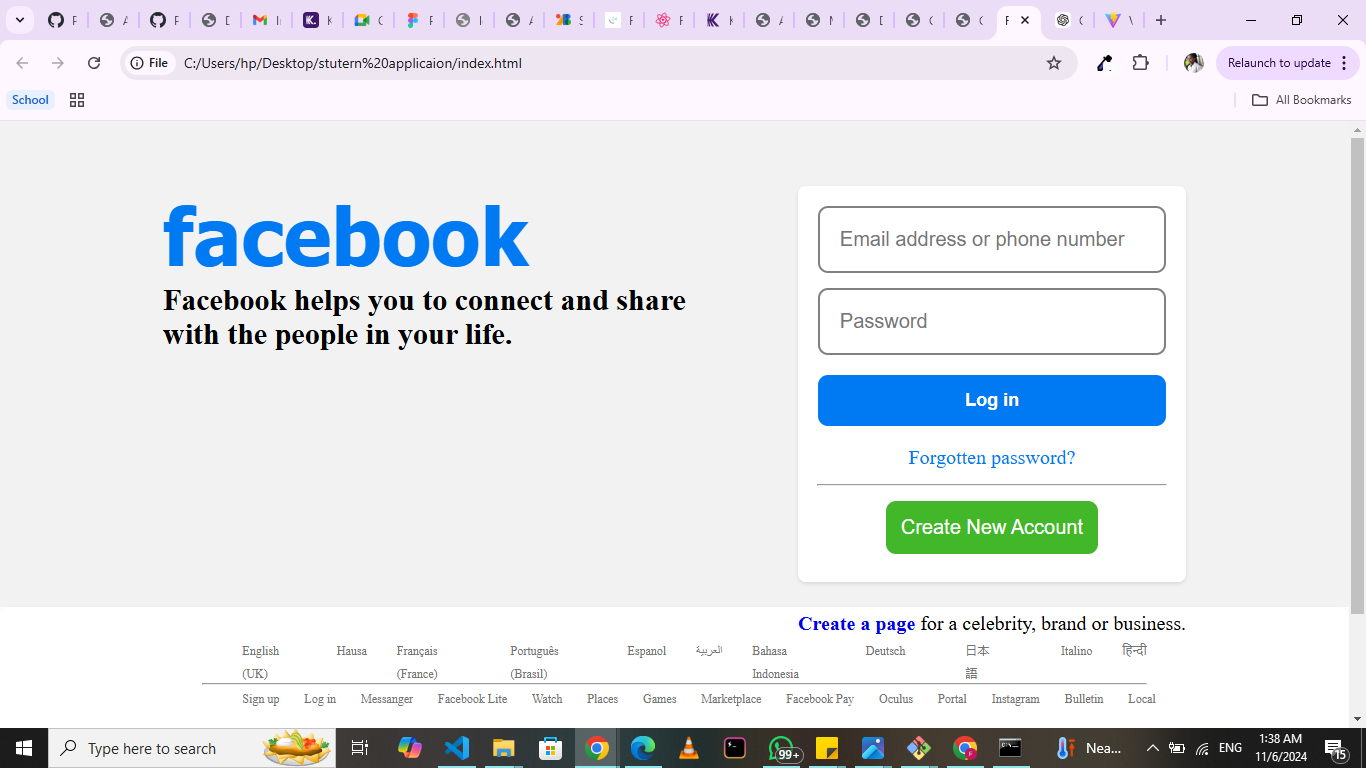 File
C:/Users/hp/Desktop/stutern%20applicaion/index.html
Relaunch to update
School
All Bookmarks
facebook
Facebook helps you to connect and share
with the people in your life.
Email address or phone number
Password
Log in
Forgotten password?
Create New Account
Create a page for a celebrity, brand or business.
English (UK) Hausa Français (France) Português (Brasil) Espanol العربية Bahasa Indonesia Deutsch 日本語 Italino हिन्दी
Sign up Log in Messanger Facebook Lite Watch Places Games Marketplace Facebook Pay Oculus Portal Instagram Bulletin Local
Type here to search
99+
Nea...
ENG
1:38 AM
11/6/2024
15